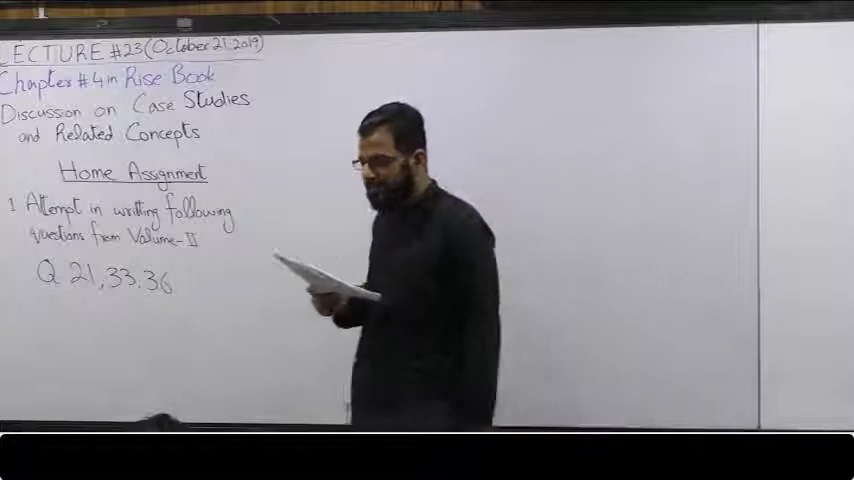 LECTURE #23 (October 21 2019)
Chapter #4 in Rise Book
Discussion on Case Studies
and Related Concepts
Home Assignment
1 Attempt in writing following
questions from Volume-II
Q 21,33.36